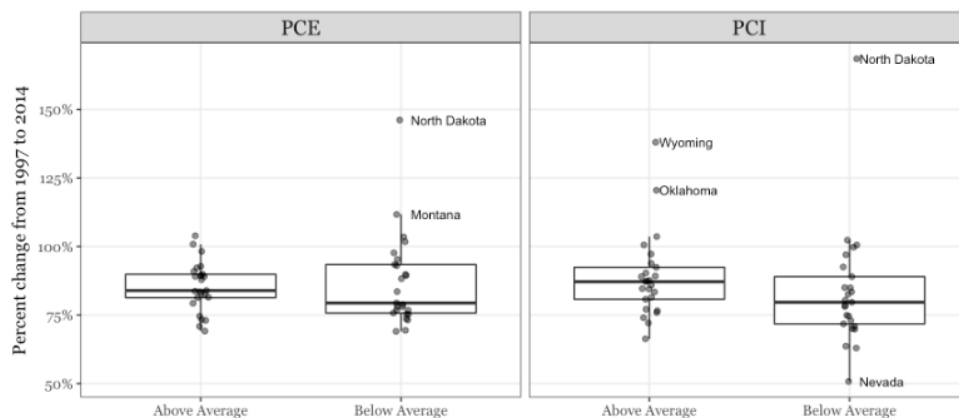 PCE
PCI
Percent change from 1997 to 2014
150%
125%
100%
75%
50%
North Dakota
Montana
North Dakota
Wyoming
Oklahoma
Nevada
Above Average
Below Average
Above Average
Below Average